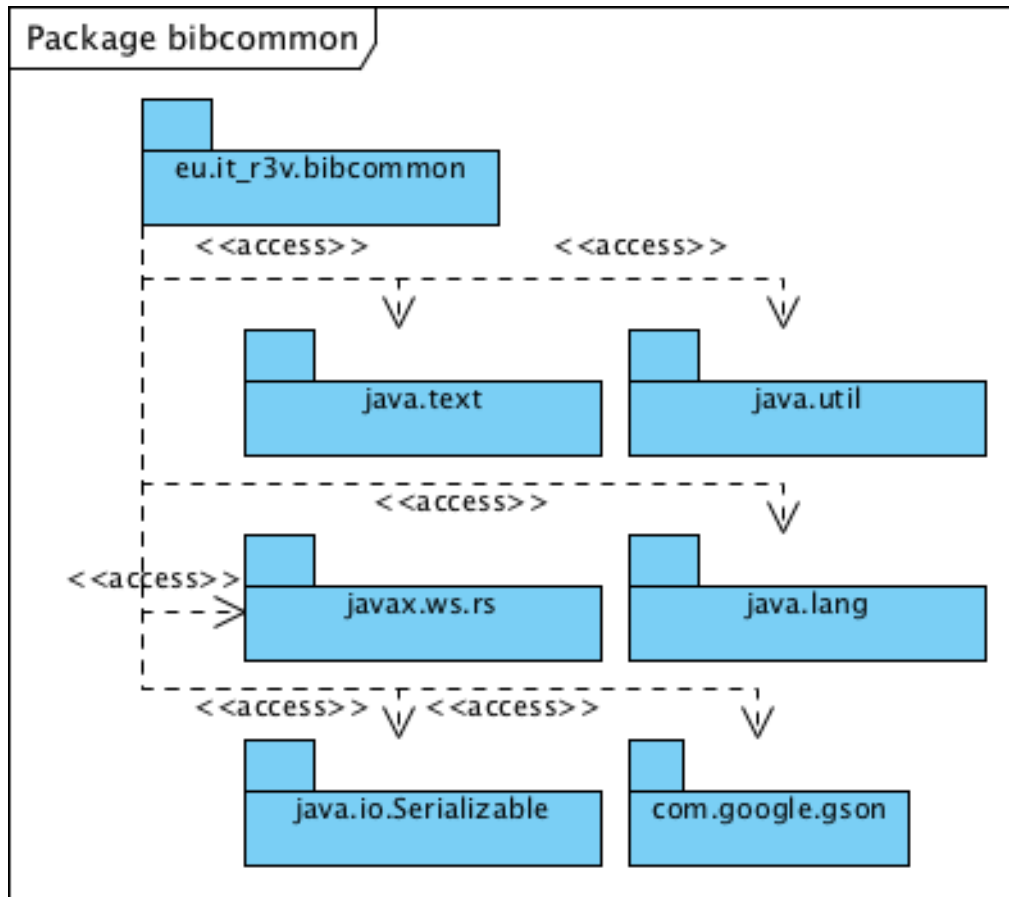 Package bibcommon
eu.it_r3v.bibcommon
<<access>> <<access>>
java.text java.util
<<access>>
<<access>>
javax.ws.rs java.lang
<<access>> <<access>>
java.io.Serializable com.google.gson